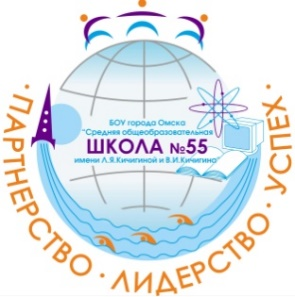 БОУ города Омска
"Средняя общеобразовательная
ШКОЛА №55
имени Л.Я.Кичигиной и В.И.Кичигина
·ПАРТНЕРСТВО·ЛИДЕРСТВО·УСПЕХ·